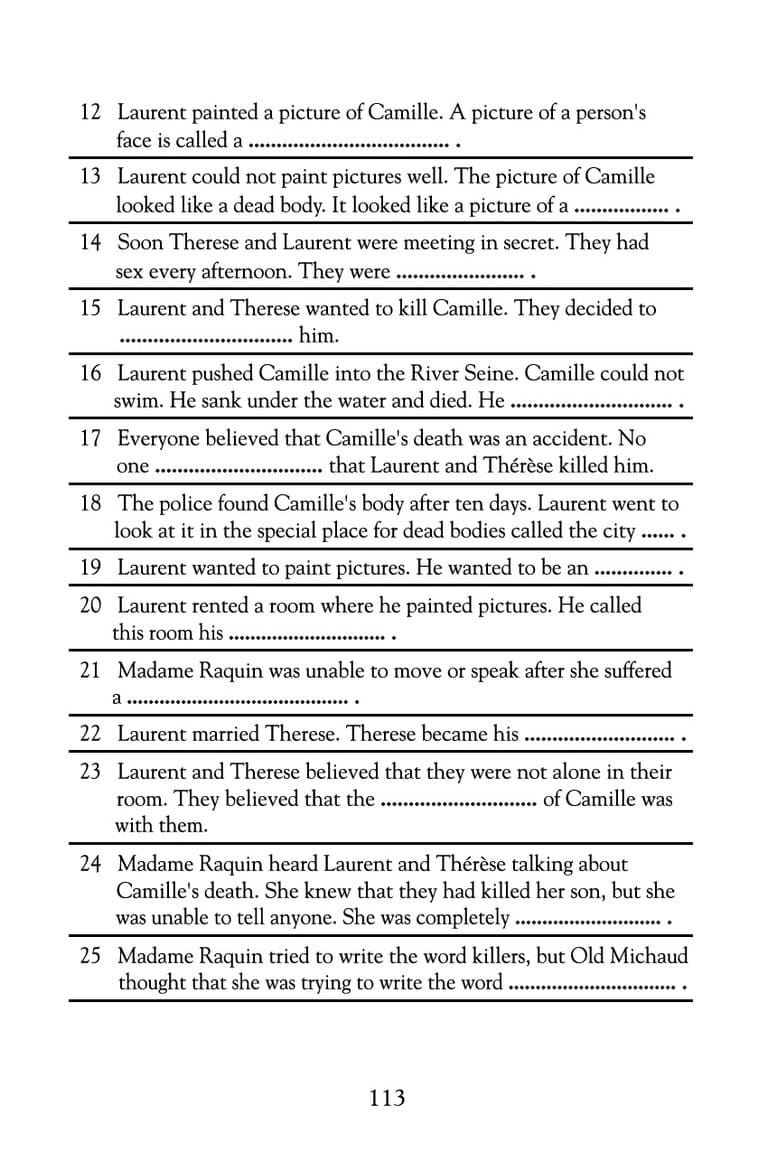 12 Laurent painted a picture of Camille. A picture of a person's
face is called a .................................... .
13 Laurent could not paint pictures well. The picture of Camille
looked like a dead body. It looked like a picture of a ................. .
14 Soon Therese and Laurent were meeting in secret. They had
sex every afternoon. They were ....................... .
15 Laurent and Therese wanted to kill Camille. They decided to
............................... him.
16 Laurent pushed Camille into the River Seine. Camille could not
swim. He sank under the water and died. He ............................. .
17 Everyone believed that Camille's death was an accident. No
one .............................. that Laurent and Thérèse killed him.
18 The police found Camille's body after ten days. Laurent went to
look at it in the special place for dead bodies called the city ...... .
19 Laurent wanted to paint pictures. He wanted to be an .............. .
20 Laurent rented a room where he painted pictures. He called
this room his ............................ .
21 Madame Raquin was unable to move or speak after she suffered
a ........................................ .
22 Laurent married Therese. Therese became his ........................... .
23 Laurent and Therese believed that they were not alone in their
room. They believed that the ............................ of Camille was
with them.
24 Madame Raquin heard Laurent and Thérèse talking about
Camille's death. She knew that they had killed her son, but she
was unable to tell anyone. She was completely .......................... .
25 Madame Raquin tried to write the word killers, but Old Michaud
thought that she was trying to write the word .............................. .
113